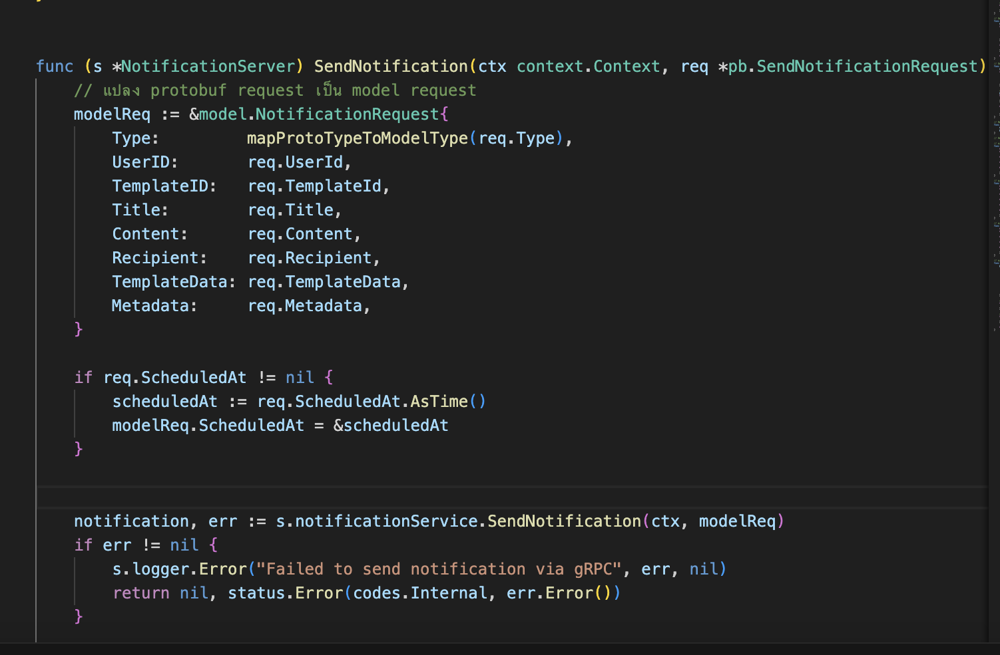 func (s *NotificationServer) SendNotification(ctx context.Context, req *pb.SendNotificationRequest)
// แปลง protobuf request เป็น model request
modelReq := &model.NotificationRequest{
Type: mapProtoTypeToModelType(req.Type),
UserID: req.UserId,
TemplateID: req.TemplateId,
Title: req.Title,
Content: req.Content,
Recipient: req.Recipient,
TemplateData: req.TemplateData,
Metadata: req.Metadata,
}
if req.ScheduledAt != nil {
scheduledAt := req.ScheduledAt.AsTime()
modelReq.ScheduledAt = &scheduledAt
}
notification, err := s.notificationService.SendNotification(ctx, modelReq)
if err != nil {
s.logger.Error("Failed to send notification via gRPC", err, nil)
return nil, status.Error(codes.Internal, err.Error())
}